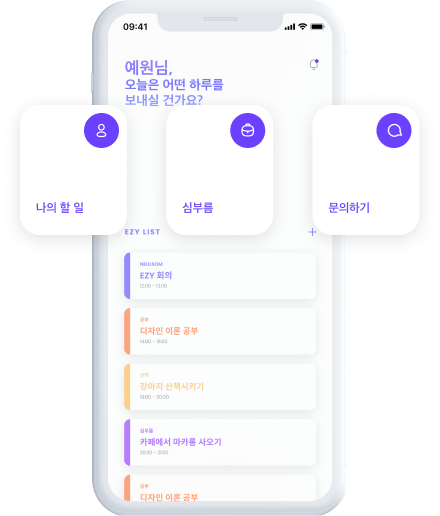 09:41
예원님,
오늘은 어떤 하루를
보내실 건가요?
나의 할 일
심부름
문의하기
EZY LIST
NEULSOM
EZY 회의
12:00 - 13:00
공부
디자인 이론 공부
14:00 - 16:00
산책
강아지 산책시키기
19:00 - 20:00
심부름
카페에서 마카롱 사오기
20:30 - 21:00
공부
디자인 이론 공부